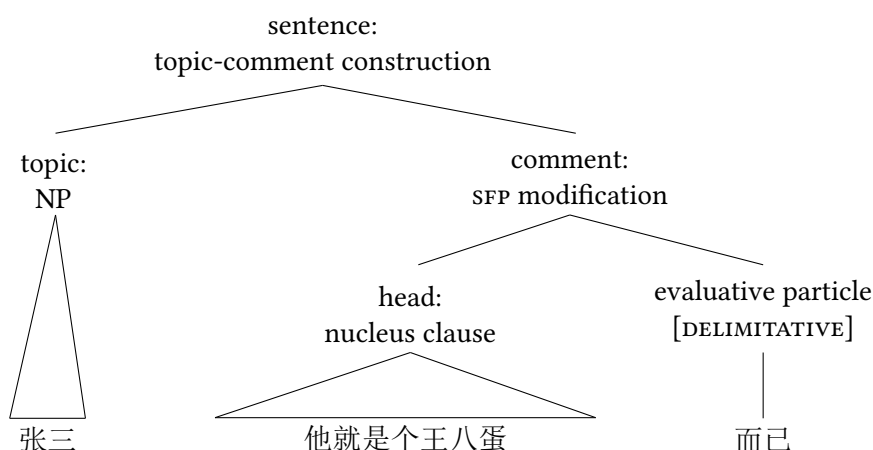 sentence:
topic-comment construction
topic:
NP
comment:
SFP modification
head:
nucleus clause
evaluative particle
[DELIMITATIVE]
张三
他就是个王八蛋
而已